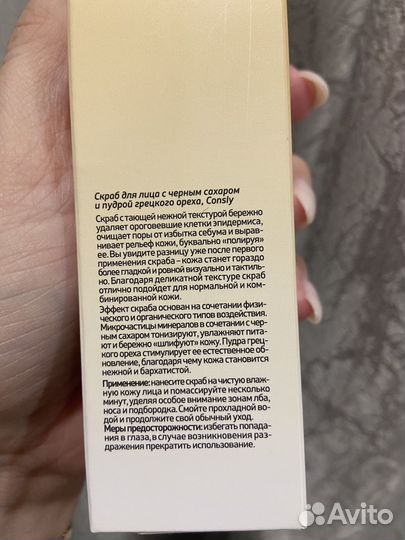 Скраб для лица с черным сахаром
и пудрой грецкого ореха, Consly
Скраб с тающей нежной текстурой бережно
удаляет ороговевшие клетки эпидермиса,
очищает поры от избытка себума и вырав-
нивает рельеф кожи, буквально «полируя»
ее. Вы увидите разницу уже после первого
применения скраба – кожа станет гораздо
более гладкой и ровной визуально и тактиль-
но. Благодаря деликатной текстуре скраб
отлично подойдет для нормальной и ком-
бинированной кожи.
Эффект скраба основан на сочетании физи-
ческого и органического типов воздействия.
Микрочастицы минералов в сочетании с чер-
ным сахаром тонизируют, увлажняют пита-
ют и бережно «шлифуют» кожу. Пудра грец-
кого ореха стимулирует ее естественное об-
новление, благодаря чему кожа становится
нежной и бархатистой.
Применение: нанесите скраб на чистую влаж-
ную кожу лица и помассируйте несколько
минут, уделяя особое внимание зонам лба,
носа и подбородка. Смойте прохладной во-
дой и продолжите свой обычный уход.
Меры предосторожности: избегать попада-
ния в глаза, в случае возникновения раз-
дражения прекратить использование.
Avito